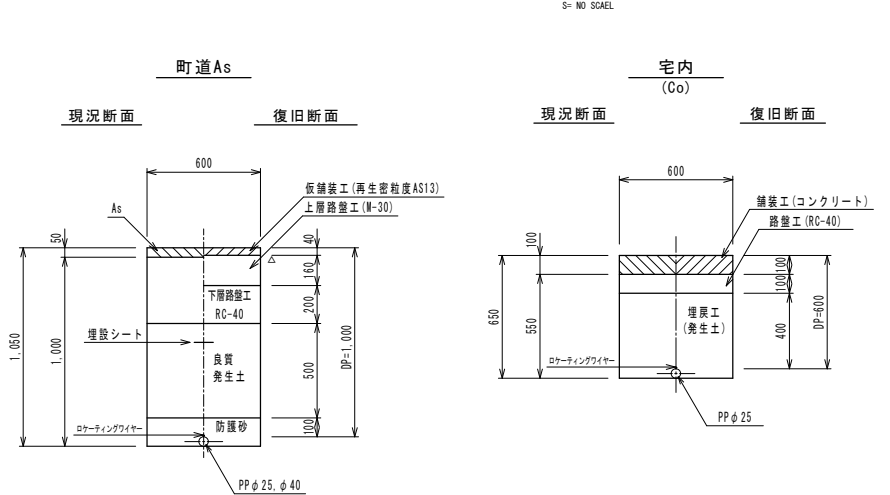 S= NO SCAEL
町道As
現況断面
復旧断面
600
仮舗装工(再生密粒度AS13)
上層路盤工(M-30)
As
50
40
160
下層路盤工
RC-40
200
埋設シート
良質
発生土
500
1,050
1,000
DP=1,000
防護砂
100
ロケーティングワイヤー
PPφ25, φ40
宅内
(Co)
現況断面
復旧断面
600
舗装工(コンクリート)
路盤工(RC-40)
100
100
100
埋戻工
(発生土)
650
550
400
DP=600
ロケーティングワイヤー
PPφ25